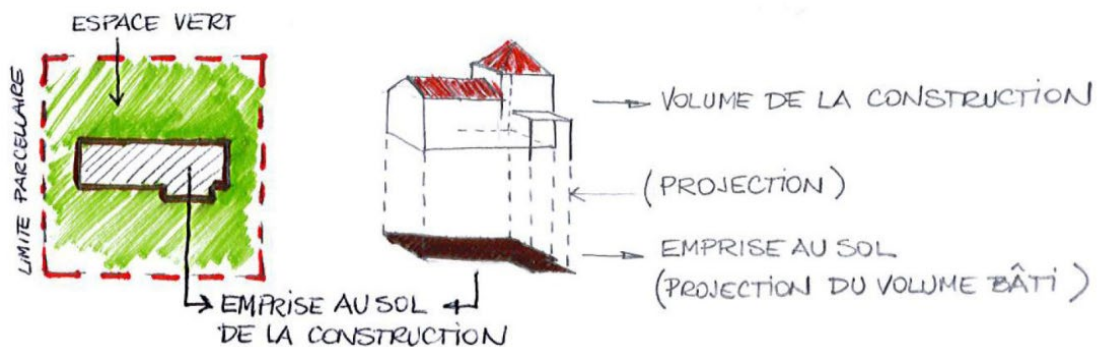 ESPACE VERT
LIMITE PARCELLAIRE
EMPRISE AU SOL
DE LA CONSTRUCTION
VOLUME DE LA CONSTRUCTION
(PROJECTION)
EMPRISE AU SOL
(PROJECTION DU VOLUME BÂTI)